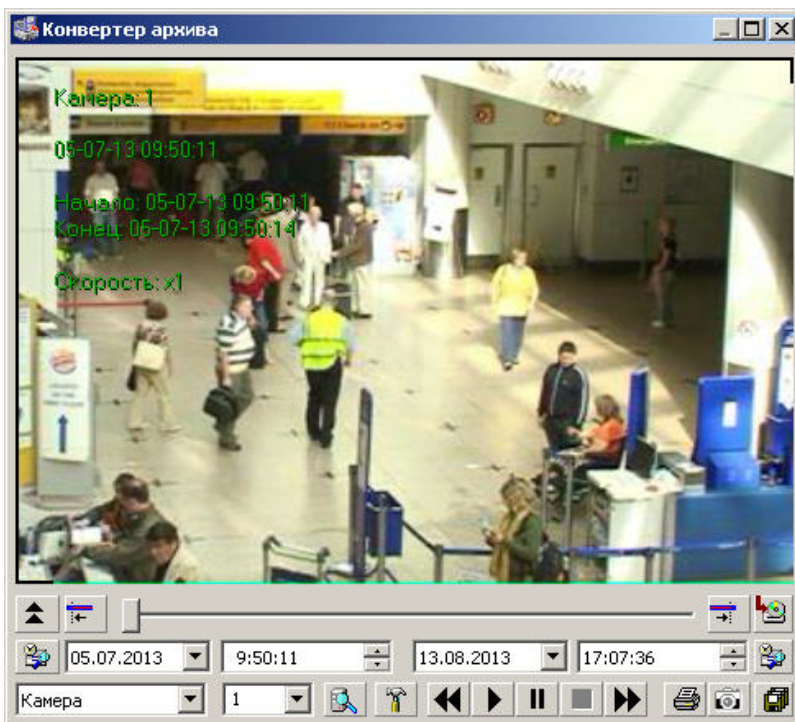 Конвертер архива
Камера: 1
05-07-13 09:50:11
Начало: 05-07-13 09:50:11
Конец: 05-07-13 09:50:14
Скорость: x1
05.07.2013 9:50:11 13.08.2013 17:07:36
Камера 1